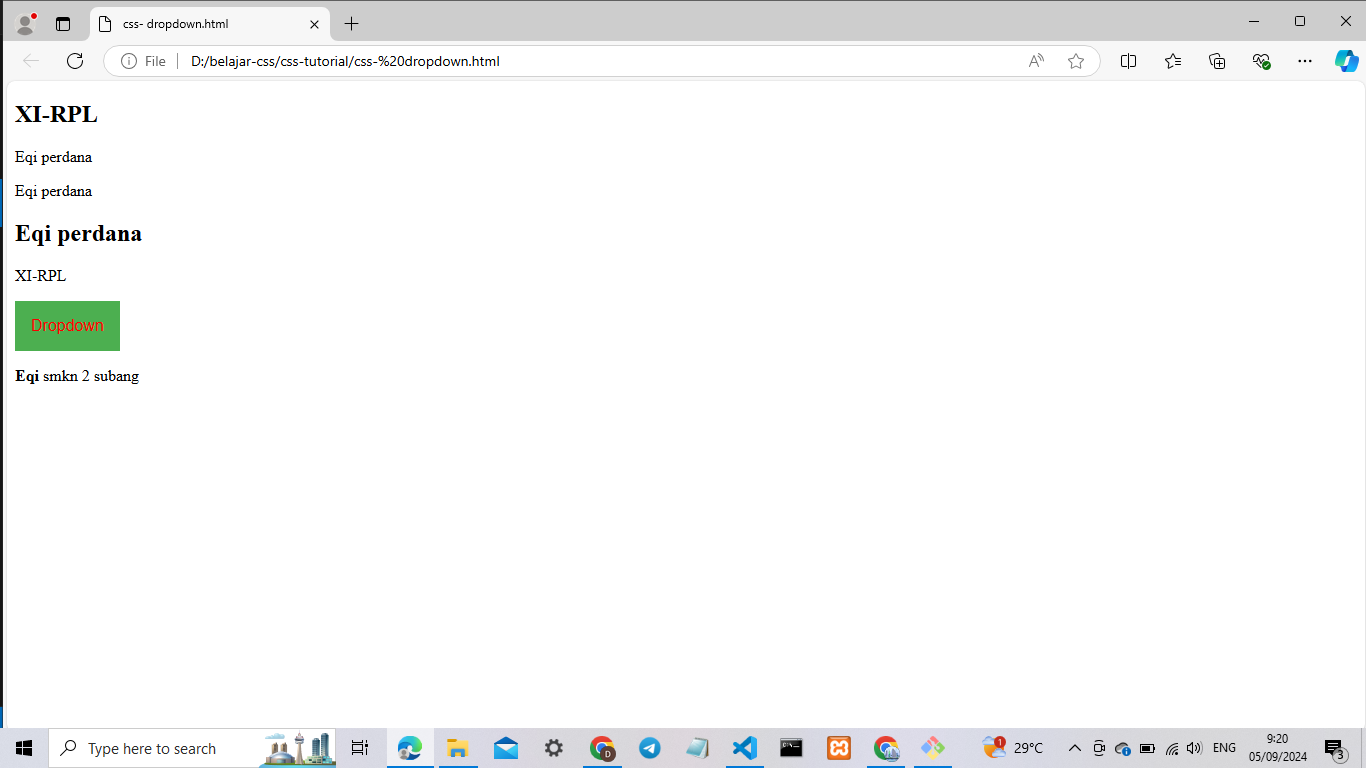 css- dropdown.html
File
D:/belajar-css/css-tutorial/css-%20dropdown.html
XI-RPL
Eqi perdana
Eqi perdana
Eqi perdana
XI-RPL
Dropdown
Eqi smkn 2 subang
Type here to search
D
1
29°C
ENG
9:20
05/09/2024
3